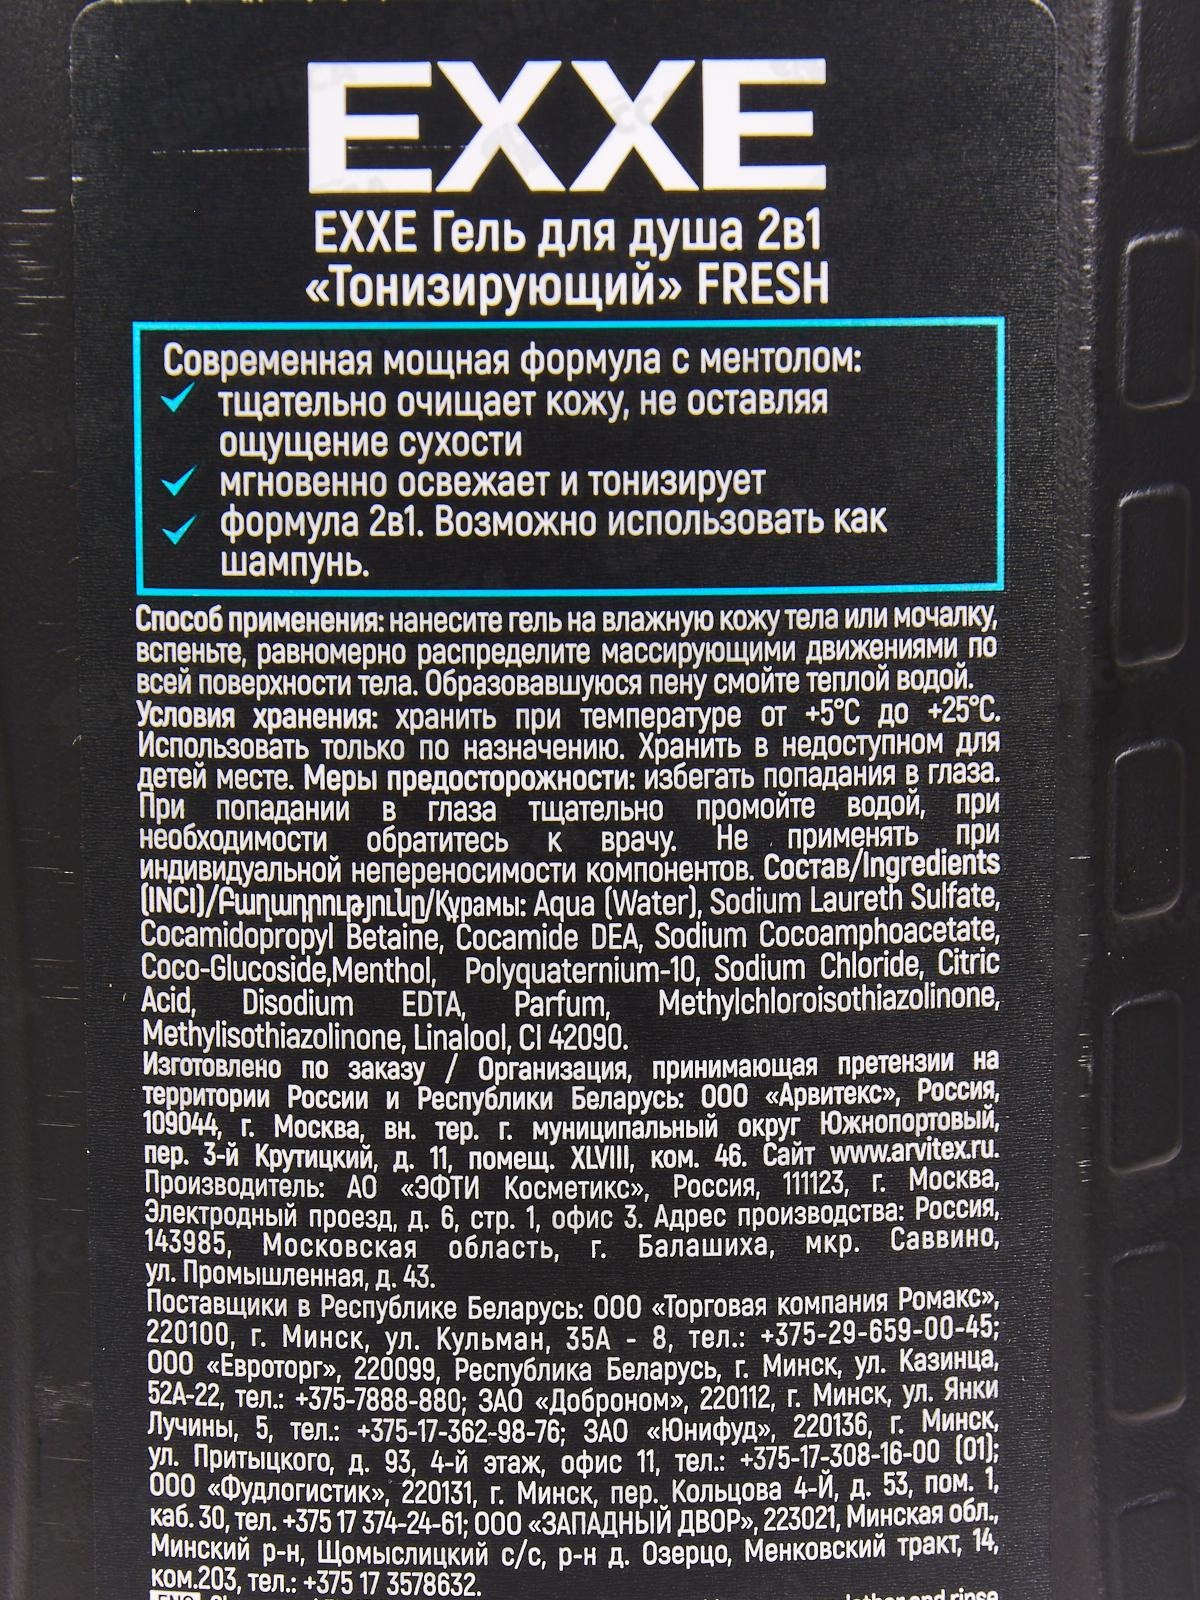 EXXE
EXXE Гель для душа 2в1
«Тонизирующий» FRESH
Современная мощная формула с ментолом:
тщательно очищает кожу, не оставляя
ощущение сухости
мгновенно освежает и тонизирует
формула 2в1. Возможно использовать как
шампунь.
Способ применения: нанесите гель на влажную кожу тела или мочалку,
вспеньте, равномерно распределите массирующими движениями по
всей поверхности тела. Образовавшуюся пену смойте теплой водой.
Условия хранения: хранить при температуре от +5°С до +25°С.
Использовать только по назначению. Хранить в недоступном для
детей месте. Меры предосторожности: избегать попадания в глаза.
При попадании в глаза тщательно промойте водой, при
необходимости обратитесь к врачу. Не применять при
индивидуальной непереносимости компонентов. Состав/Ingredients
(INCI)/Բաղադրությունը/Құрамы: Aqua (Water), Sodium Laureth Sulfate,
Cocamidopropyl Betaine, Cocamide DEA, Sodium Cocoamphoacetate,
Coco-Glucoside,Menthol, Polyquaternium-10, Sodium Chloride, Citric
Acid, Disodium EDTA, Parfum, Methylchloroisothiazolinone,
Methylisothiazolinone, Linalool, CI 42090.
Изготовлено по заказу / Организация, принимающая претензии на
территории России и Республики Беларусь: ООО «Арвитекс», Россия,
109044, г. Москва, вн. тер. г. муниципальный округ Южнопортовый,
пер. 3-й Крутицкий, д. 11, помещ. XLVIII, ком. 46. Сайт www.arvitex.ru.
Производитель: АО «ЭФТИ Косметикс», Россия, 111123, г. Москва,
Электродный проезд, д. 6, стр. 1, офис 3. Адрес производства: Россия,
143985, Московская область, г. Балашиха, мкр. Саввино,
ул. Промышленная, д. 43.
Поставщики в Республике Беларусь: ООО «Торговая компания Ромакс»,
220100, г. Минск, ул. Кульман, 35А - 8, тел.: +375-29-659-00-45;
ООО «Евроторг», 220099, Республика Беларусь, г. Минск, ул. Казинца,
52А-22, тел.: +375-7888-880; ЗАО «Доброном», 220112, г. Минск, ул. Янки
Лучины, 5, тел.: +375-17-362-98-76; ЗАО «Юнифуд», 220136, г. Минск,
ул. Притыцкого, д. 93, 4-й этаж, офис 11, тел.: +375-17-308-16-00 (01);
ООО «Фудлогистик», 220131, г. Минск, пер. Кольцова 4-Й, д. 53, пом. 1,
каб. 30, тел. +375 17 374-24-61; ООО «ЗАПАДНЫЙ ДВОР», 223021, Минская обл.,
Минский р-н, Щомыслицкий с/с, р-н д. Озерцо, Менковский тракт, 14,
ком.203, тел.: +375 17 3578632.